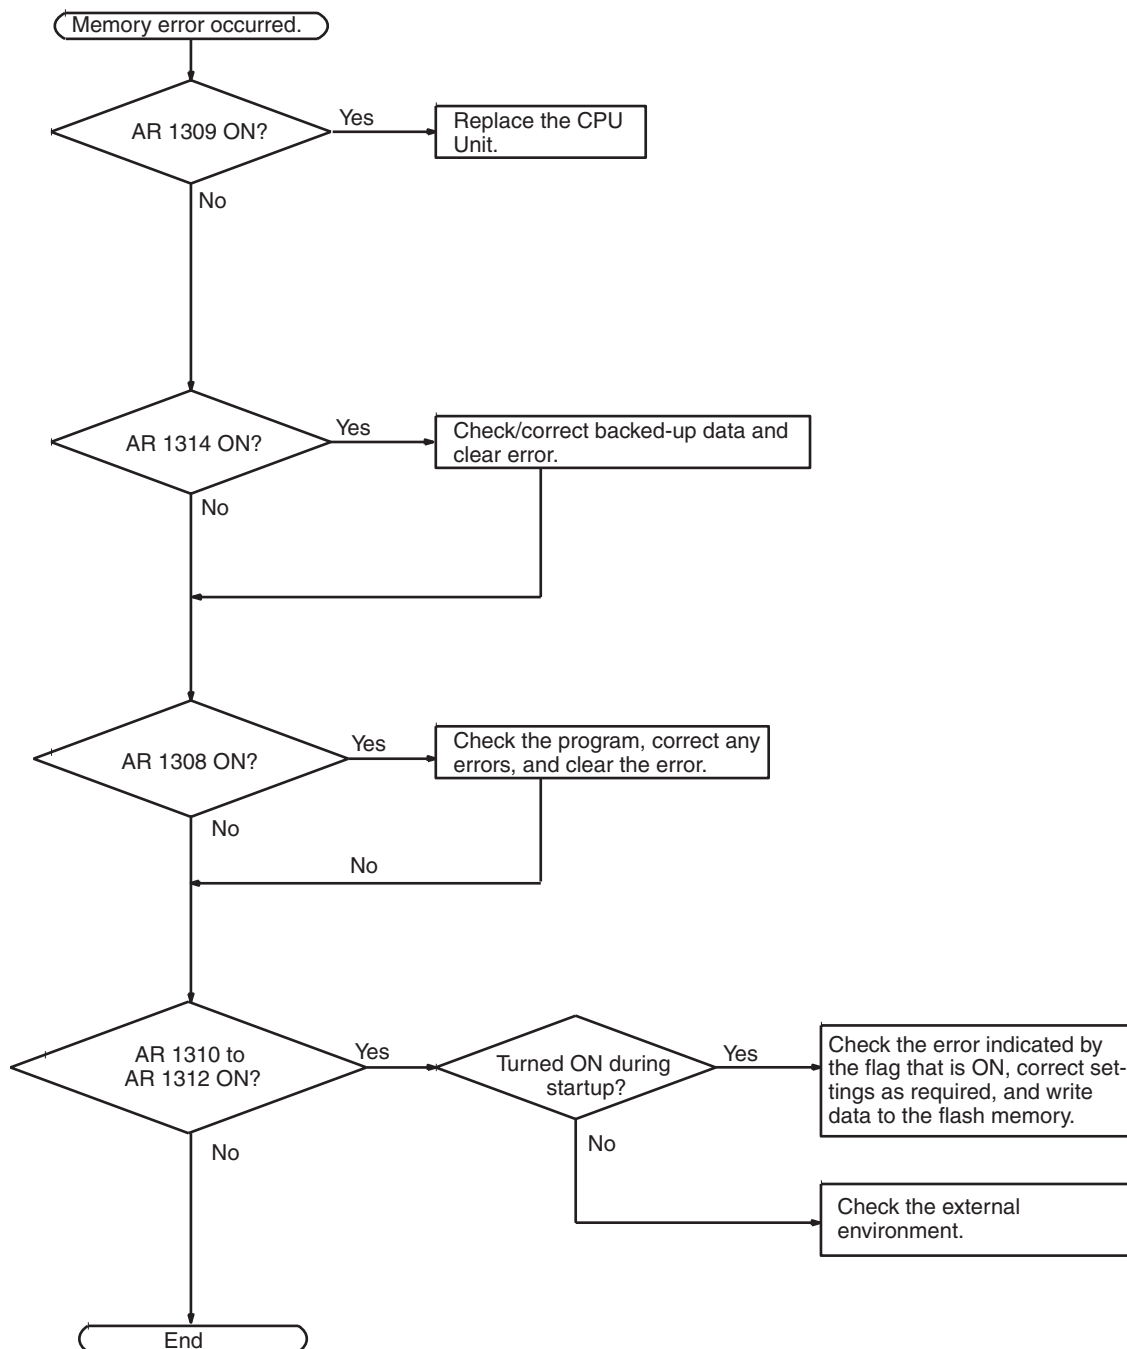 Memory error occurred.
AR 1309 ON?
Yes
Replace the CPU
Unit.
No
AR 1314 ON?
Yes
Check/correct backed-up data and
clear error.
No
AR 1308 ON?
Yes
Check the program, correct any
errors, and clear the error.
No
No
AR 1310 to
AR 1312 ON?
Yes
Turned ON during
startup?
Yes
Check the error indicated by
the flag that is ON, correct set-
tings as required, and write
data to the flash memory.
No
No
Check the external
environment.
End